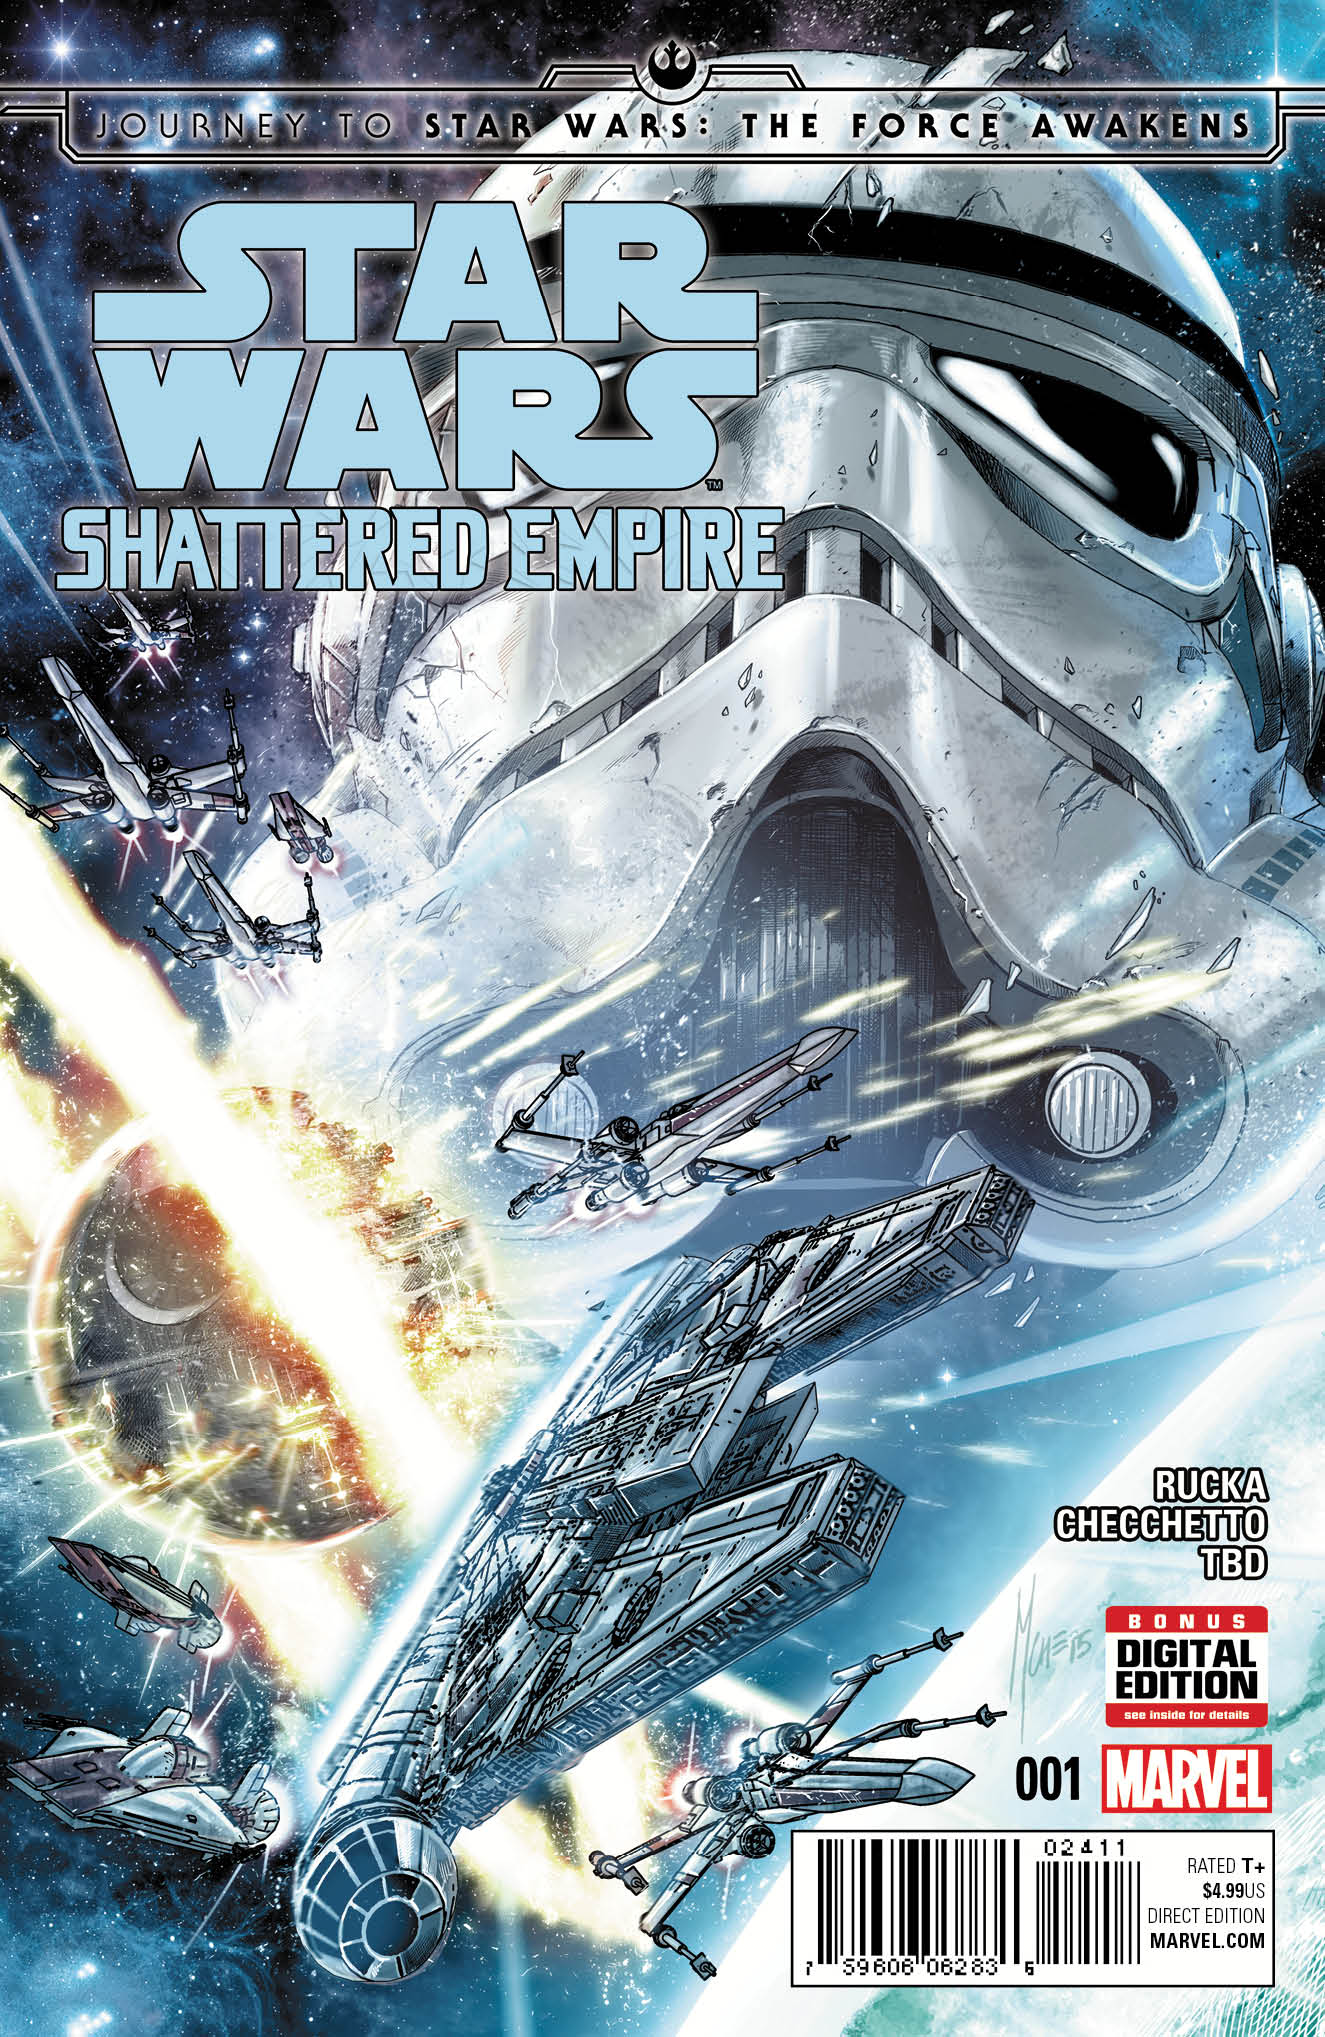 JOURNEY TO STAR WARS: THE FORCE AWAKENS
STAR
WARS
TM
SHATTERED EMPIRE
RUCKA
CHECCHETTO
TBD
BONUS
DIGITAL
EDITION
see inside for details
001 MARVEL
02411
RATED T+
$4.99US
DIRECT EDITION
MARVEL.COM
7 59606 08283 6